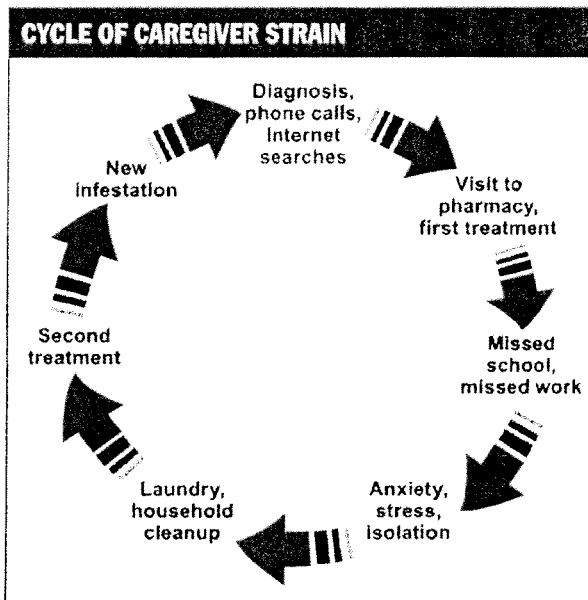 CYCLE OF CAREGIVER STRAIN
Diagnosis,
phone calls,
Internet
searches
Visit to
pharmacy,
first treatment
Missed
school,
missed work
Anxiety,
stress,
isolation
Laundry,
household
cleanup
Second
treatment
New
infestation